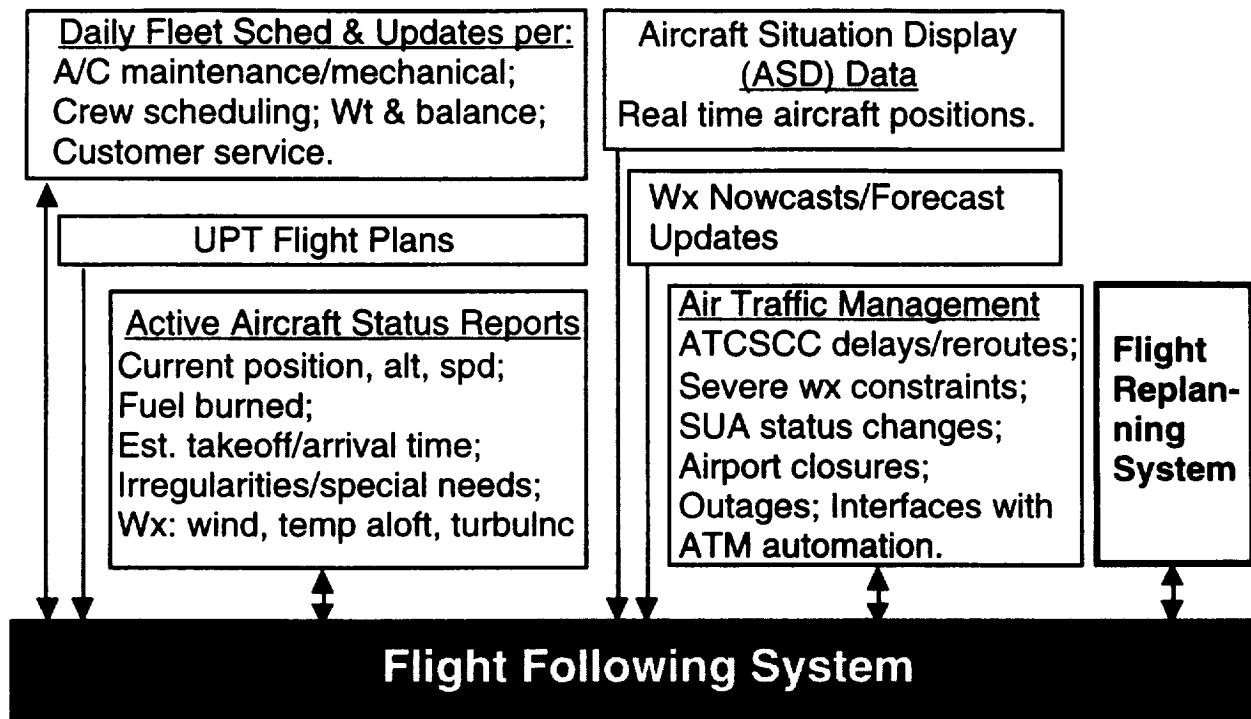 Daily Fleet Sched & Updates per:
A/C maintenance/mechanical;
Crew scheduling; Wt & balance;
Customer service.
Aircraft Situation Display
(ASD) Data
Real time aircraft positions.
UPT Flight Plans
Wx Nowcasts/Forecast
Updates
Active Aircraft Status Reports
Current position, alt, spd;
Fuel burned;
Est. takeoff/arrival time;
Irregularities/special needs;
Wx: wind, temp aloft, turbulnc
Air Traffic Management
ATCSCC delays/reroutes;
Severe wx constraints;
SUA status changes;
Airport closures;
Outages; Interfaces with
ATM automation.
Flight
Replan-
ning
System
Flight Following System